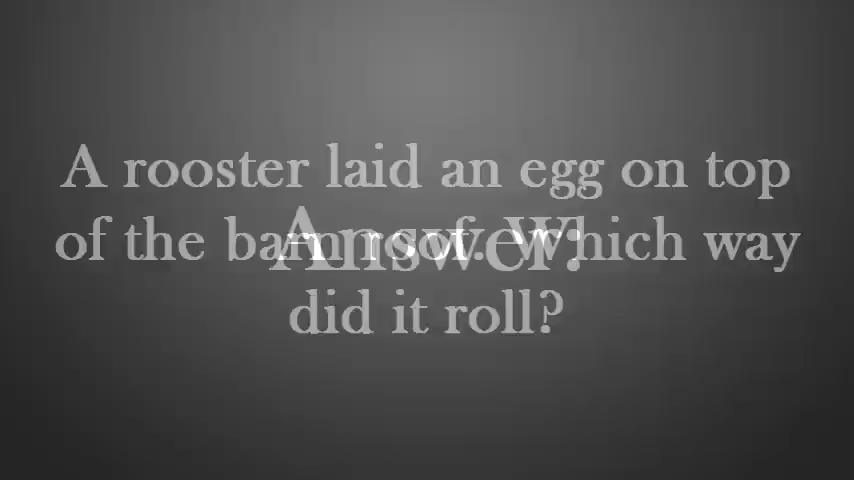 A rooster laid an egg on top
of the barn roof. Which way
Answer:
did it roll?